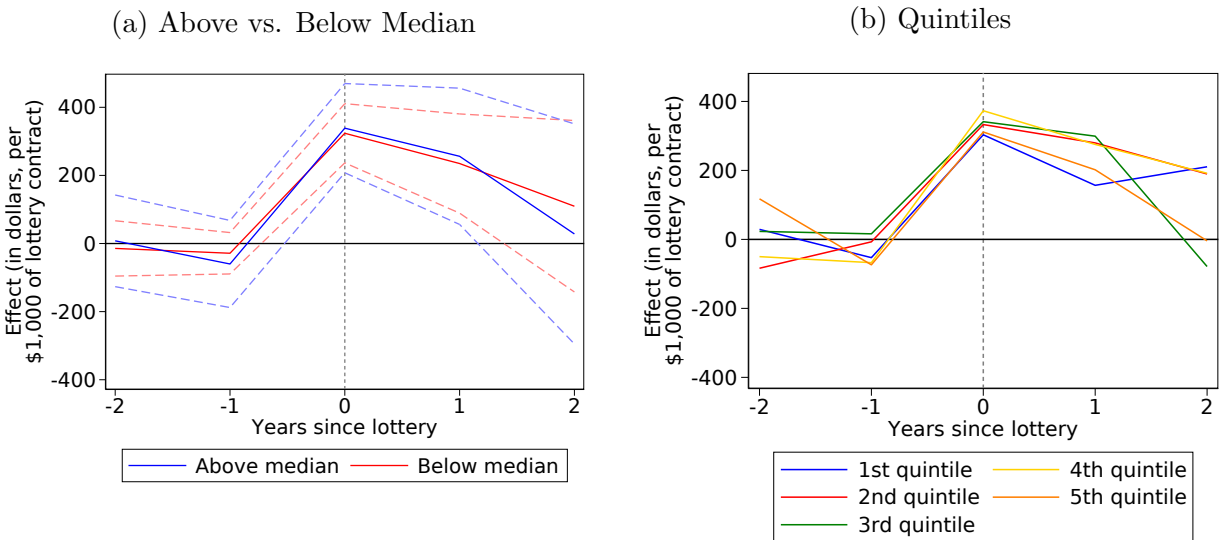 (a) Above vs. Below Median
Effect (in dollars, per
$1,000 of lottery contract)
400
200
0
-200
-400
-2
-1
0
1
2
Years since lottery
Above median
Below median
(b) Quintiles
Effect (in dollars, per
$1,000 of lottery contract)
400
200
0
-200
-400
-2
-1
0
1
2
Years since lottery
1st quintile
4th quintile
2nd quintile
5th quintile
3rd quintile